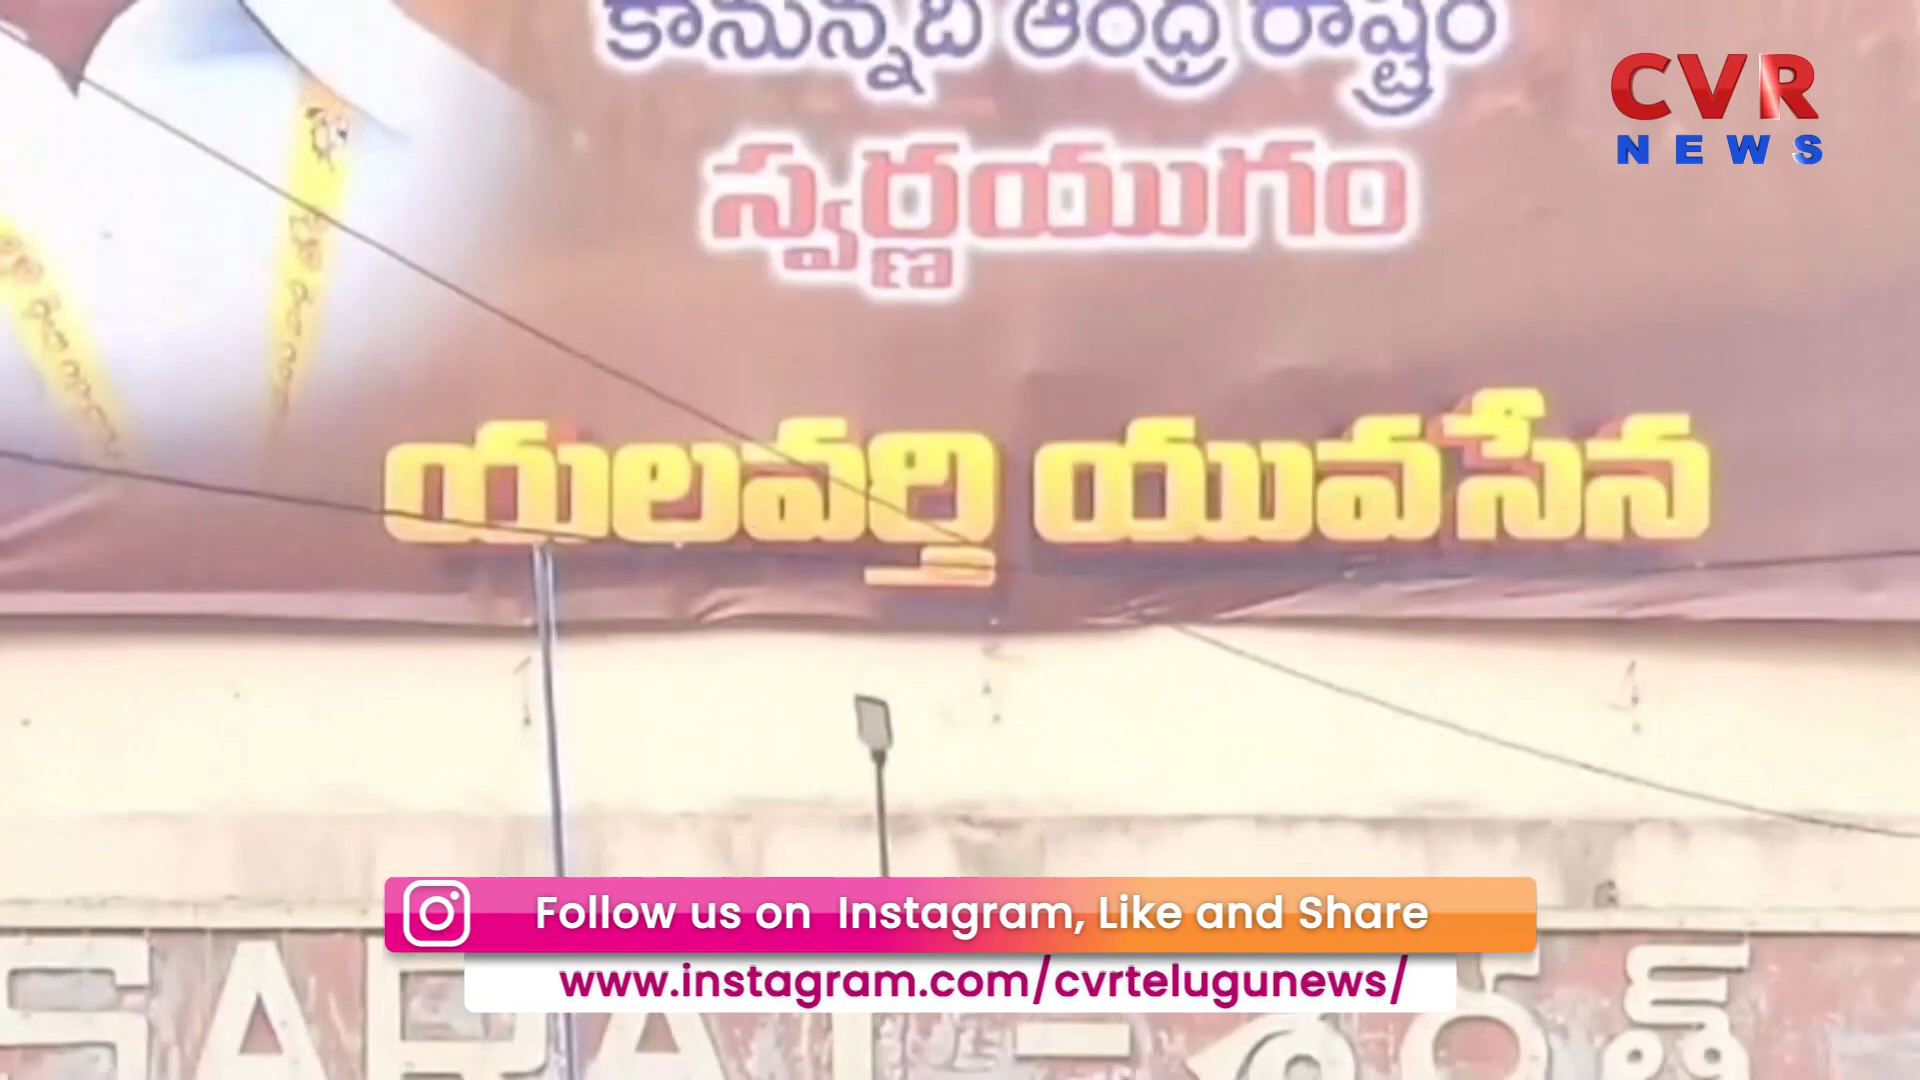 కానున్నది ఆంధ్ర రాష్ట్రం
CVR
NEWS
స్వర్ణయుగం
యలవర్తి యువసేన
Follow us on Instagram, Like and Share
www.instagram.com/cvrtelugunews/